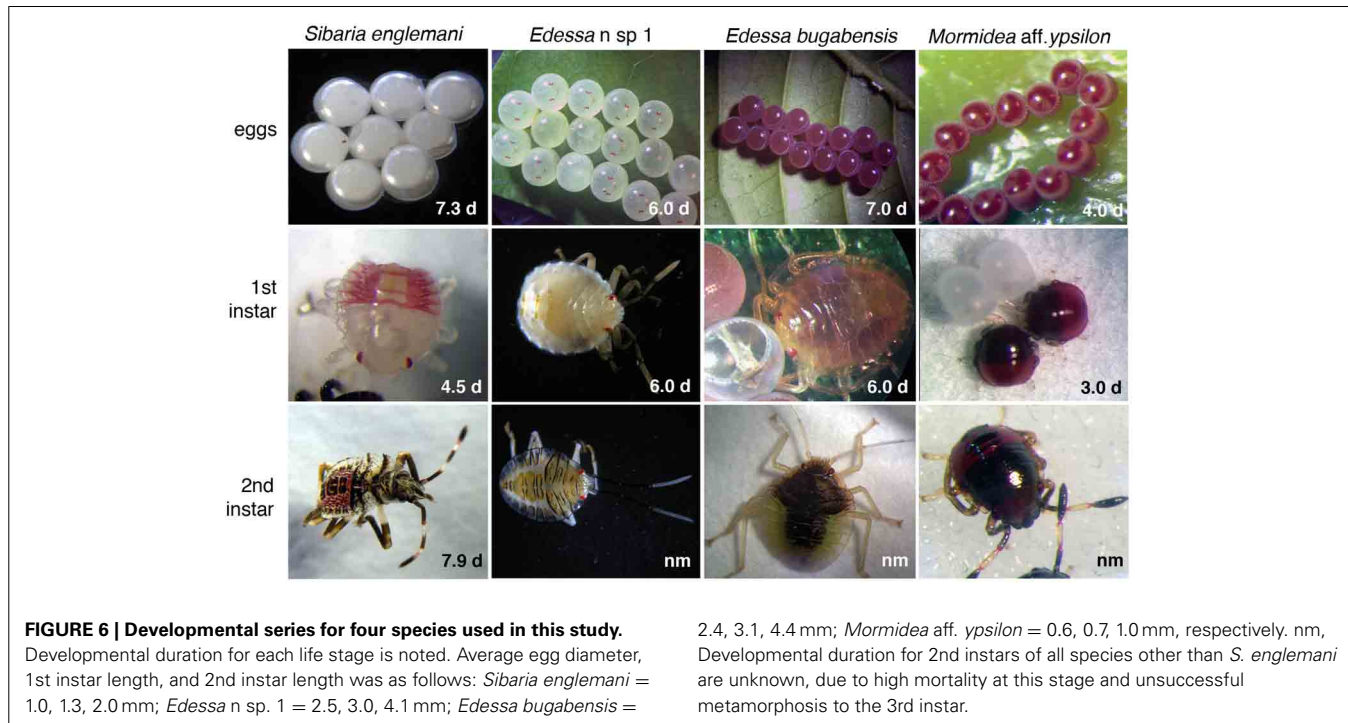 Sibaria englemani Edessa n sp 1 Edessa bugabensis Mormidea aff. ypsilon
eggs
7.3 d 6.0 d 7.0 d 4.0 d
1st
instar
4.5 d 6.0 d 6.0 d 3.0 d
2nd
instar
7.9 d nm nm nm
FIGURE 6 | Developmental series for four species used in this study.
Developmental duration for each life stage is noted. Average egg diameter,
1st instar length, and 2nd instar length was as follows: Sibaria englemani =
1.0, 1.3, 2.0 mm; Edessa n sp. 1 = 2.5, 3.0, 4.1 mm; Edessa bugabensis =
2.4, 3.1, 4.4 mm; Mormidea aff. ypsilon = 0.6, 0.7, 1.0 mm, respectively. nm,
Developmental duration for 2nd instars of all species other than S. englemani
are unknown, due to high mortality at this stage and unsuccessful
metamorphosis to the 3rd instar.